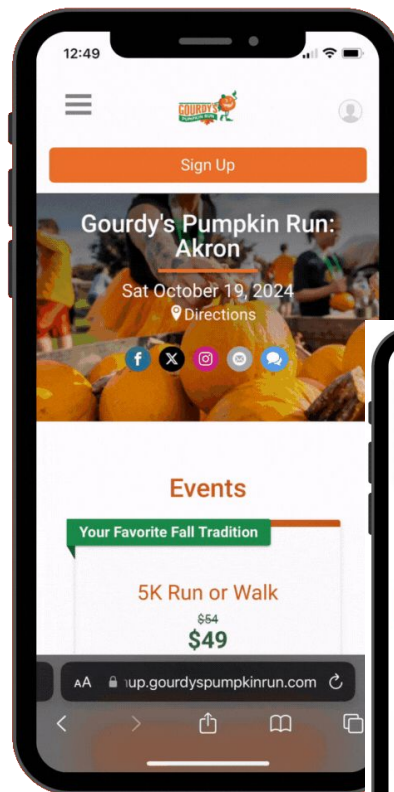 12:49
GOURDY'S
PUMPKIN RUN
Sign Up
Gourdy's Pumpkin Run:
Akron
Sat October 19, 2024
Directions
Events
Your Favorite Fall Tradition
5K Run or Walk
$54
$49
AA nup.gourdyspumpkinrun.com